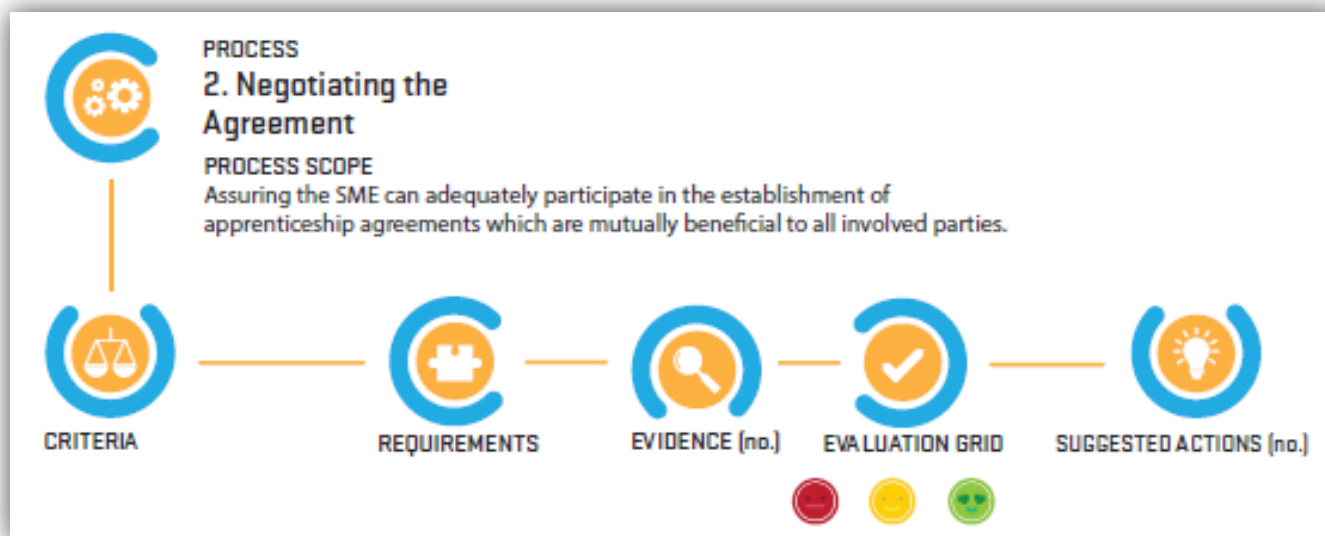 PROCESS
2. Negotiating the
Agreement
PROCESS SCOPE
Assuring the SME can adequately participate in the establishment of
apprenticeship agreements which are mutually beneficial to all involved parties.
CRITERIA
REQUIREMENTS
EVIDENCE (no.)
EVALUATION GRID
SUGGESTED ACTIONS (no.)